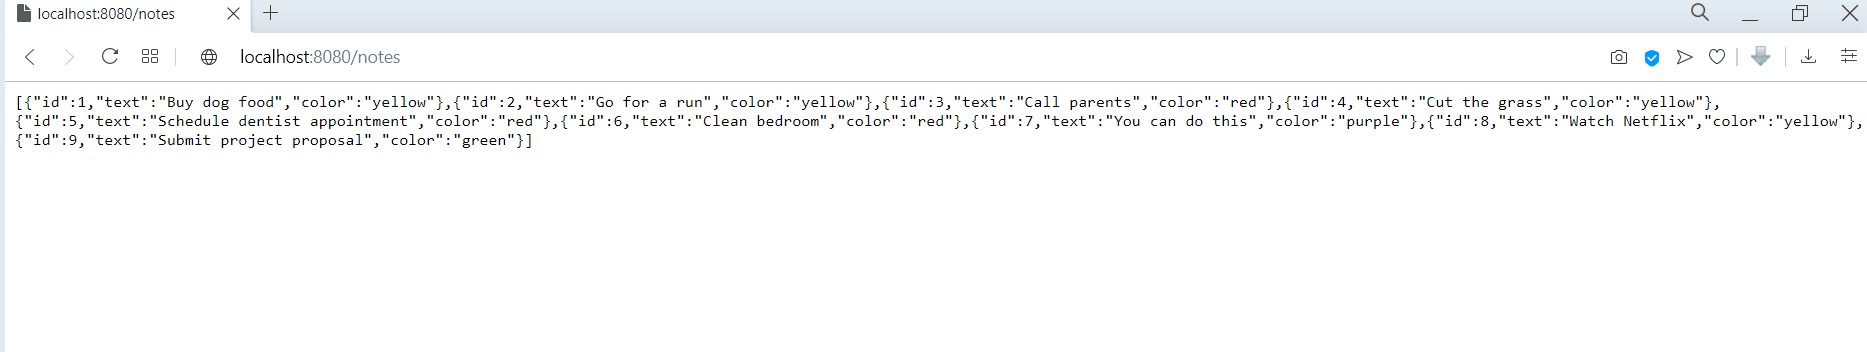 localhost:8080/notes
localhost:8080/notes
[{"id":1,"text":"Buy dog food","color":"yellow"},{"id":2,"text":"Go for a run","color":"yellow"},{"id":3,"text":"Call parents","color":"red"},{"id":4,"text":"Cut the grass","color":"yellow"},
{"id":5,"text":"Schedule dentist appointment","color":"red"},{"id":6,"text":"Clean bedroom","color":"red"},{"id":7,"text":"You can do this","color":"purple"},{"id":8,"text":"Watch Netflix","color":"yellow"},
{"id":9,"text":"Submit project proposal","color":"green"}]